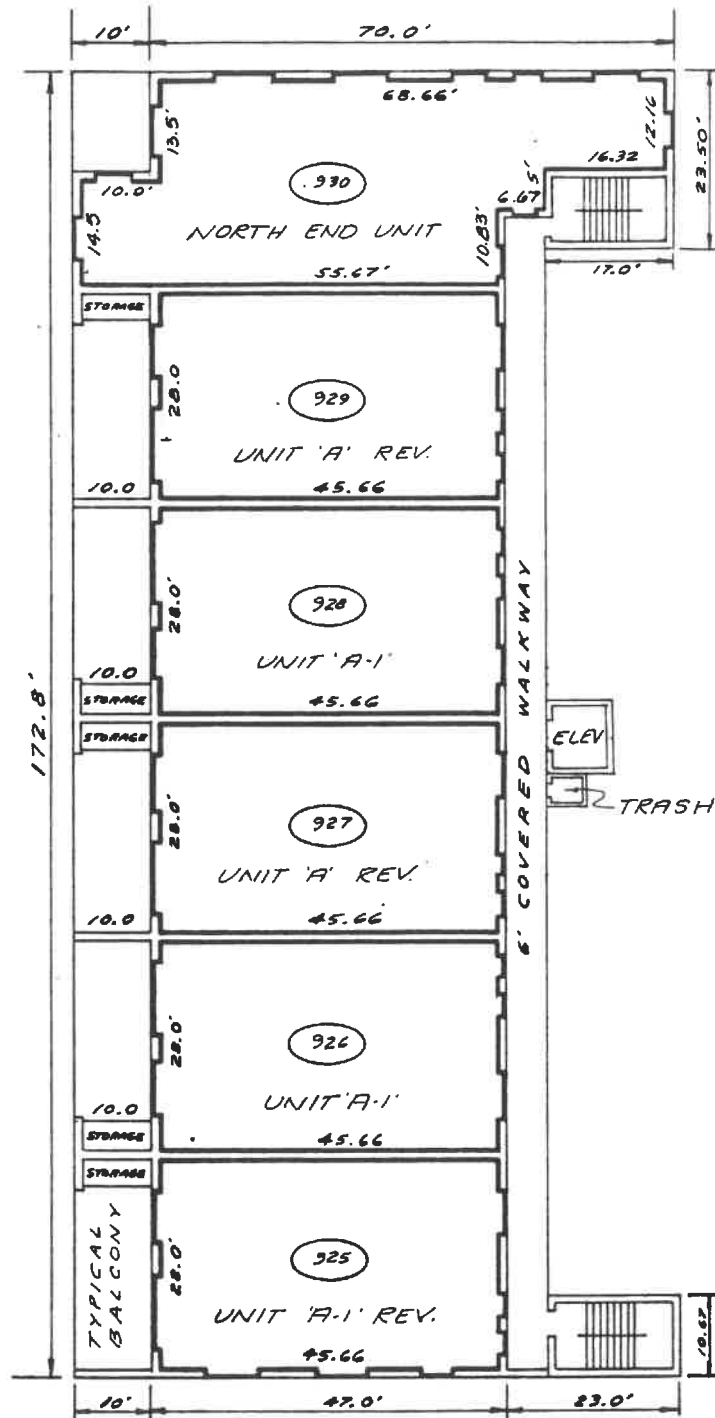 10'
70.0'
68.66'
13.5'
12.16
16.32
23.50'
930
10.0'
5'
6.67
14.5
NORTH END UNIT
10.83'
55.67'
17.0'
STORAGE
28.0
929
UNIT 'A' REV.
10.0
45.66
28.0'
928
UNIT 'A-1'
10.0
STORAGE
45.66
172.8'
6' COVERED WALKWAY
STORAGE
ELEV
TRASH
28.0'
927
UNIT 'A' REV.
10.0
45.66
28.0'
926
UNIT 'A-1'
10.0
STORAGE
45.66
STORAGE
TYPICAL
BALCONY
28.0'
925
UNIT 'A-1' REV.
45.66
10.67
10'
47.0'
23.0'